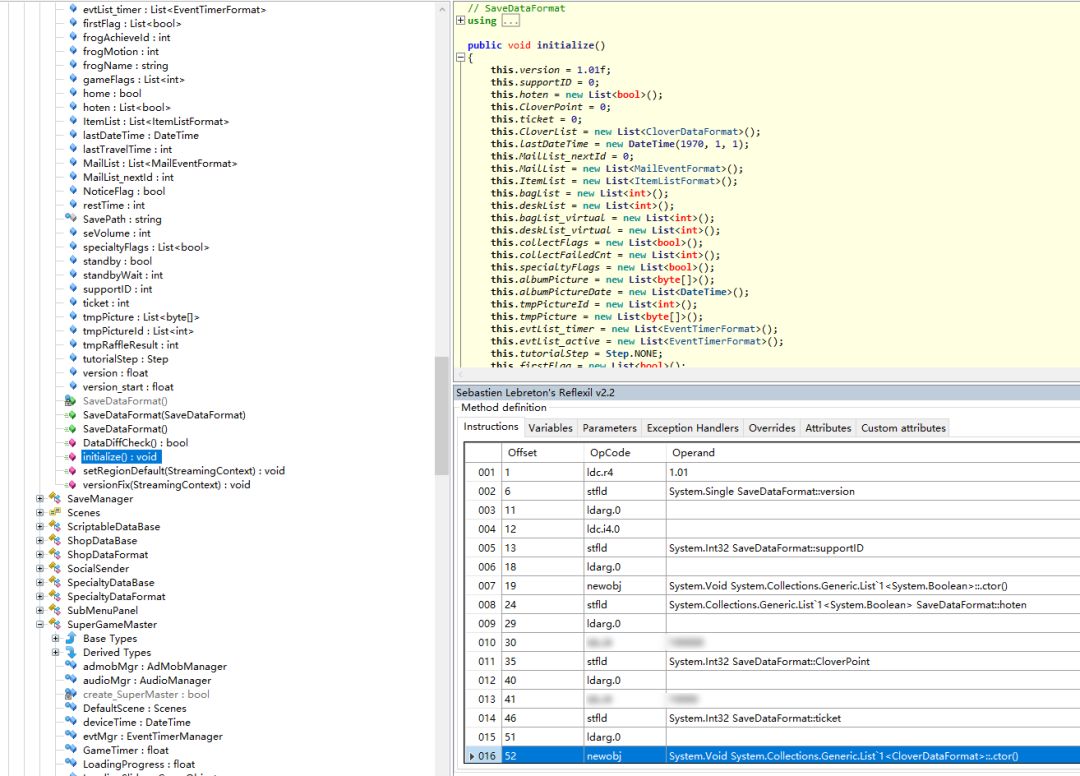 evtList_timer : List<EventTimerFormat>
firstFlag : List<bool>
frogAchieveId : int
frogMotion : int
frogName : string
gameFlags : List<int>
home : bool
hoten : List<bool>
ItemList : List<ItemListFormat>
lastDateTime : DateTime
lastTravelTime : int
MailList : List<MailEventFormat>
MailList_nextId : int
NoticeFlag : bool
restTime : int
SavePath : string
seVolume : int
specialtyFlags : List<bool>
standby : bool
standbyWait : int
supportID : int
ticket : int
tmpPicture : List<byte[]>
tmpPictureId : List<int>
tmpRaffleResult : int
tutorialStep : Step
version : float
version_start : float
SaveDataFormat()
SaveDataFormat(SaveDataFormat)
SaveDataFormat()
DataDiffCheck() : bool
initialize() : void
setRegionDefault(StreamingContext) : void
versionFix(StreamingContext) : void
SaveManager
Scenes
ScriptableDataBase
ShopDataBase
ShopDataFormat
SocialSender
SpecialtyDataBase
SpecialtyDataFormat
SubMenuPanel
SuperGameMaster
Base Types
Derived Types
admobMgr : AdMobManager
audioMgr : AudioManager
create_SuperMaster : bool
DefaultScene : Scenes
deviceTime : DateTime
evtMgr : EventTimerManager
GameTimer : float
LoadingProgress : float
// SaveDataFormat
using ...
public void initialize()
{
this.version = 1.01f;
this.supportID = 0;
this.hoten = new List<bool>();
this.CloverPoint = 0;
this.ticket = 0;
this.CloverList = new List<CloverDataFormat>();
this.lastDateTime = new DateTime(1970, 1, 1);
this.MailList_nextId = 0;
this.MailList = new List<MailEventFormat>();
this.ItemList = new List<ItemListFormat>();
this.bagList = new List<int>();
this.deskList = new List<int>();
this.bagList_virtual = new List<int>();
this.deskList_virtual = new List<int>();
this.collectFlags = new List<bool>();
this.collectFailedCnt = new List<int>();
this.specialtyFlags = new List<bool>();
this.albumPicture = new List<byte[]>();
this.albumPictureDate = new List<DateTime>();
this.tmpPictureId = new List<int>();
this.tmpPicture = new List<byte[]>();
this.evtList_timer = new List<EventTimerFormat>();
this.evtList_active = new List<EventTimerFormat>();
this.tutorialStep = Step.NONE;
this.firstFlag = new List<bool>();
Sebastien Lebreton's Reflexil v2.2
Method definition
Instructions Variables Parameters Exception Handlers Overrides Attributes Custom attributes
Offset OpCode Operand
001 1 ldc.r4 1.01
002 6 stfld System.Single SaveDataFormat::version
003 11 ldarg.0
004 12 ldc.i4.0
005 13 stfld System.Int32 SaveDataFormat::supportID
006 18 ldarg.0
007 19 newobj System.Void System.Collections.Generic.List`1<System.Boolean>::.ctor()
008 24 stfld System.Collections.Generic.List`1<System.Boolean> SaveDataFormat::hoten
009 29 ldarg.0
010 30
011 35 stfld System.Int32 SaveDataFormat::CloverPoint
012 40 ldarg.0
013 41
014 46 stfld System.Int32 SaveDataFormat::ticket
015 51 ldarg.0
016 52 newobj System.Void System.Collections.Generic.List`1<CloverDataFormat>::.ctor()